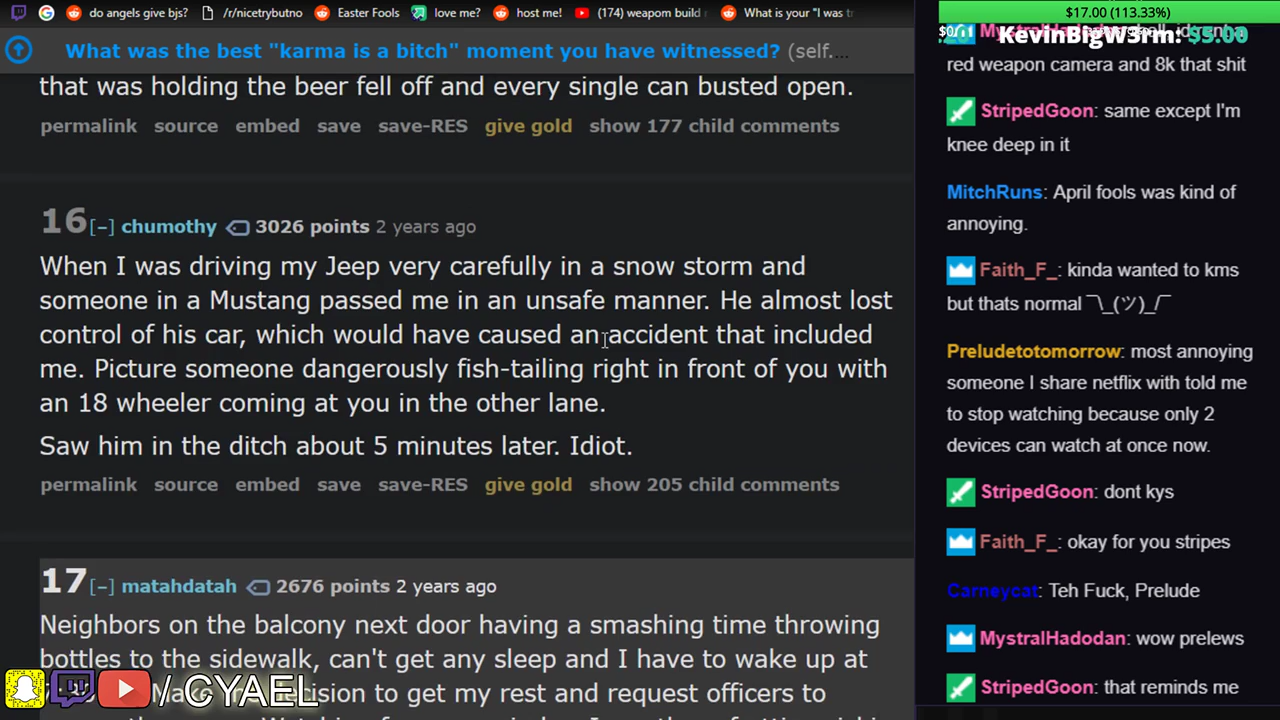 do angels give bjs?
/r/nicetrybutno
Easter Fools
love me?
host me!
(174) weapom build
What is your "I was t
What was the best "karma is a bitch" moment you have witnessed? (self....
that was holding the beer fell off and every single can busted open.
permalink source embed save save-RES give gold show 177 child comments
16 [–] chumothy 3026 points 2 years ago
When I was driving my Jeep very carefully in a snow storm and
someone in a Mustang passed me in an unsafe manner. He almost lost
control of his car, which would have caused an accident that included
me. Picture someone dangerously fish-tailing right in front of you with
an 18 wheeler coming at you in the other lane.
Saw him in the ditch about 5 minutes later. Idiot.
permalink source embed save save-RES give gold show 205 child comments
17 [–] matahdatah 2676 points 2 years ago
Neighbors on the balcony next door having a smashing time throwing
bottles to the sidewalk, can't get any sleep and I have to wake up at
to get my rest and request officers to
/CYAEL
$17.00 (113.33%)
KevinBigW3rm: $5.00
red weapon camera and 8k that shit
StripedGoon: same except I'm
knee deep in it
MitchRuns: April fools was kind of
annoying.
Faith_F_: kinda wanted to kms
but thats normal ¯\_(ツ)_/¯
Preludetotomorrow: most annoying
someone I share netflix with told me
to stop watching because only 2
devices can watch at once now.
StripedGoon: dont kys
Faith_F_: okay for you stripes
Carneycat: Teh Fuck, Prelude
MystralHadodan: wow prelews
StripedGoon: that reminds me